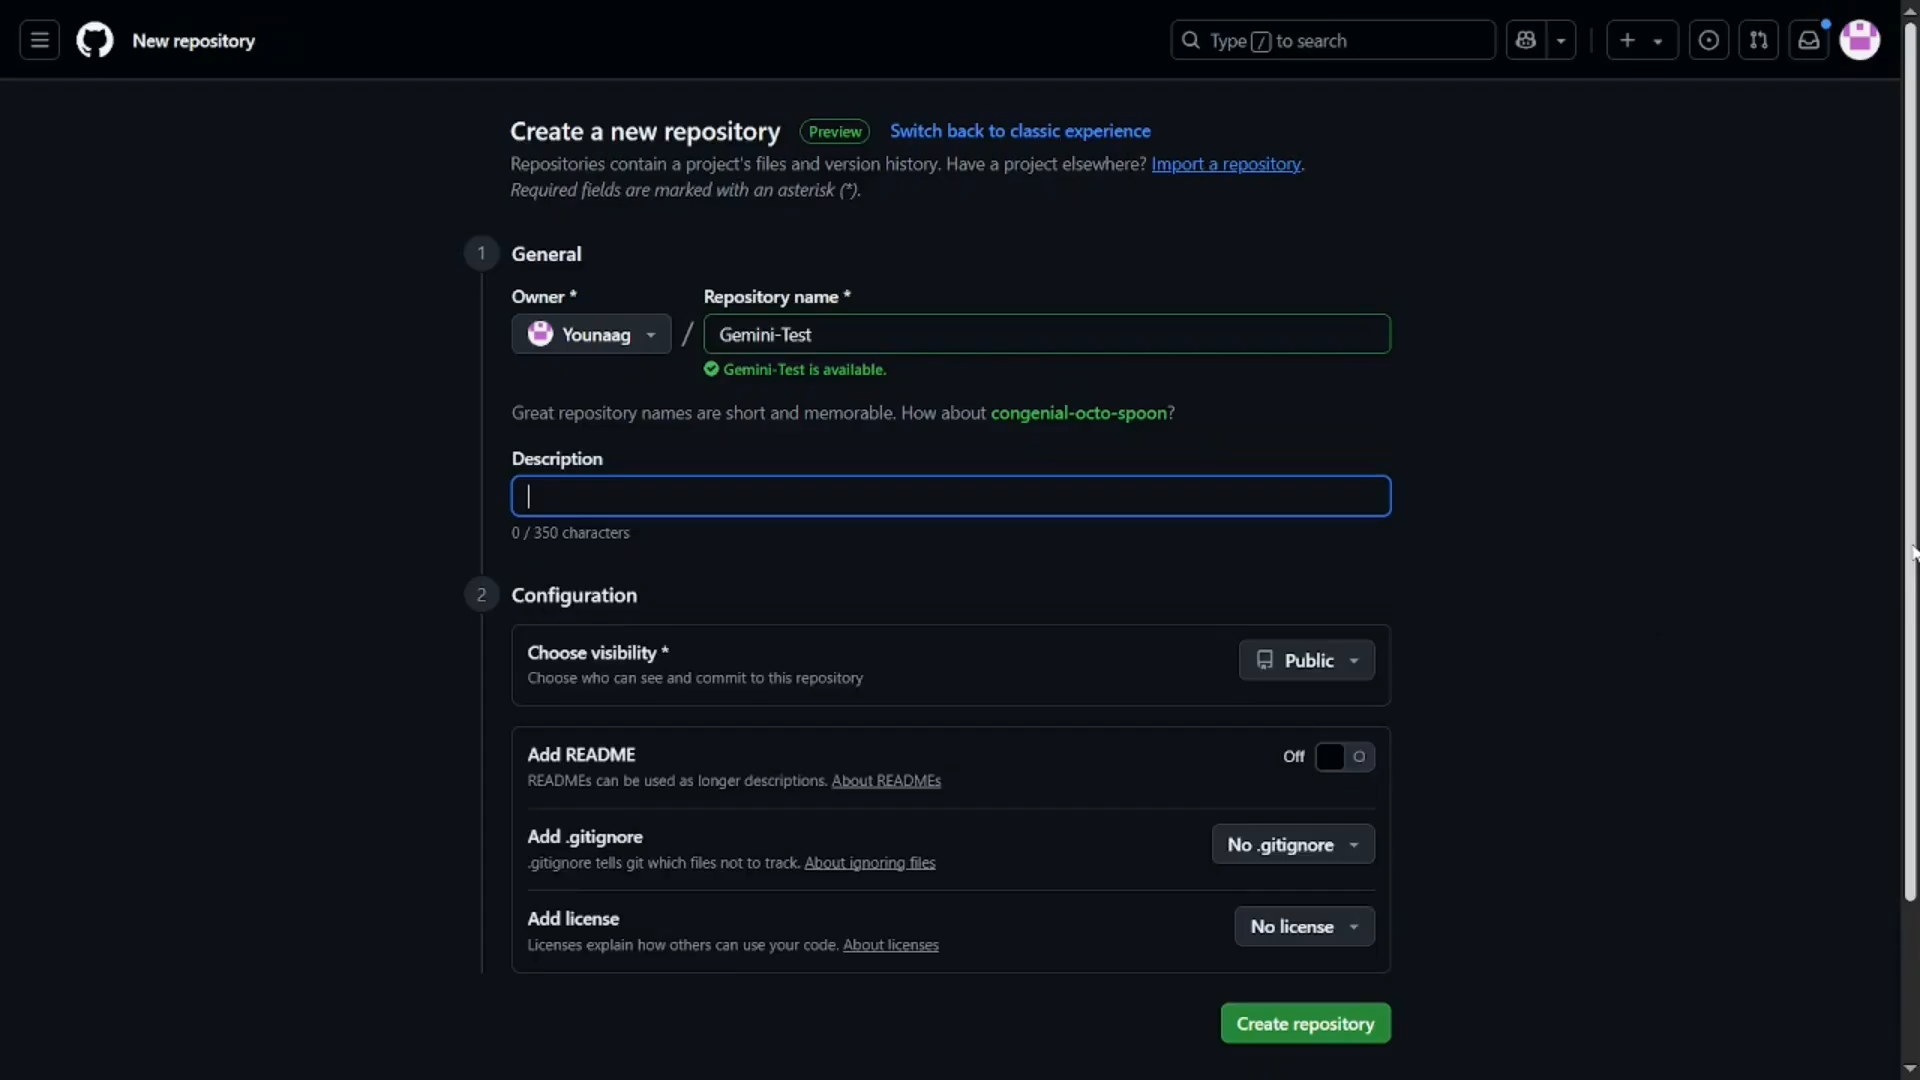 New repository
Type / to search
Create a new repository Preview Switch back to classic experience
Repositories contain a project's files and version history. Have a project elsewhere? Import a repository.
Required fields are marked with an asterisk (*).
1 General
Owner * Repository name *
Younaag / Gemini-Test
Gemini-Test is available.
Great repository names are short and memorable. How about congenial-octo-spoon?
Description
0 / 350 characters
2 Configuration
Choose visibility *
Choose who can see and commit to this repository
Public
Add README
READMEs can be used as longer descriptions. About READMEs
Off
Add .gitignore
.gitignore tells git which files not to track. About ignoring files
No .gitignore
Add license
Licenses explain how others can use your code. About licenses
No license
Create repository